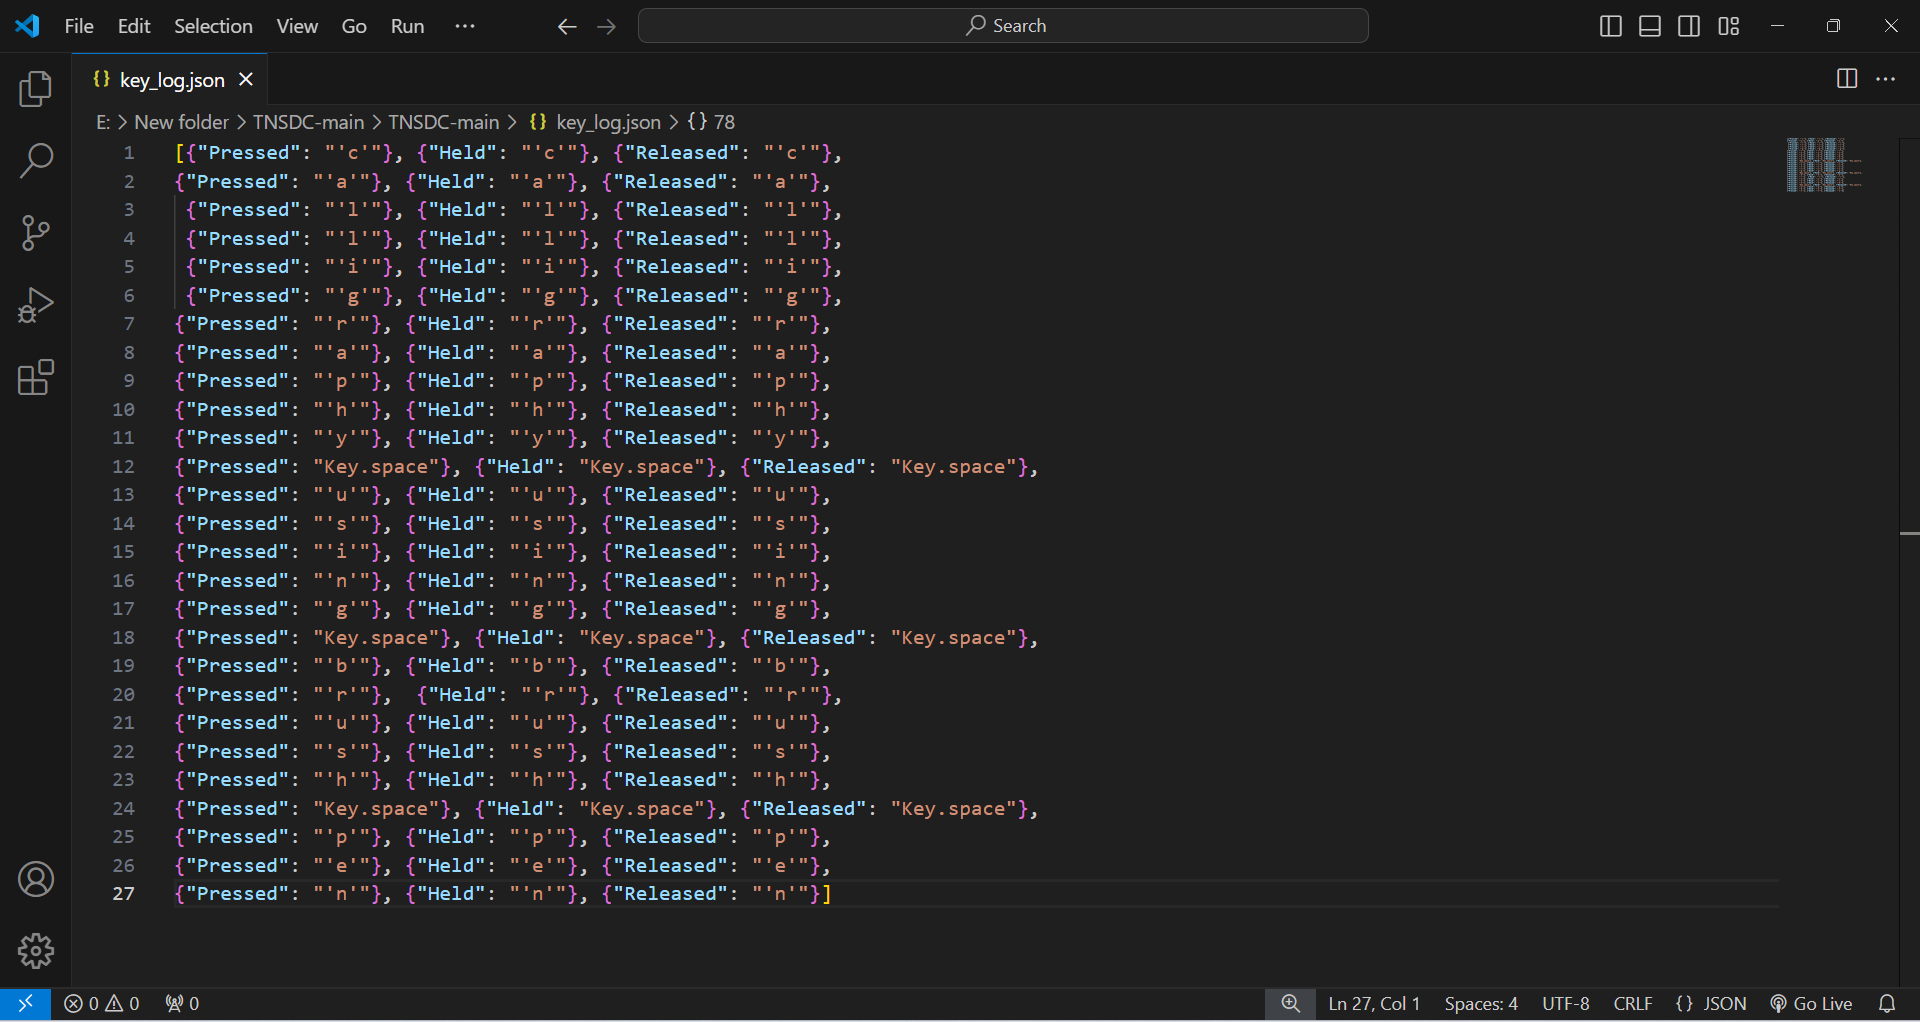 File Edit Selection View Go Run ··· Search
key_log.json
E: > New folder > TNSDC-main > TNSDC-main > {} key_log.json > {} 78
1 [{"Pressed": "'c'"}, {"Held": "'c'"}, {"Released": "'c'"},
2 {"Pressed": "'a'"}, {"Held": "'a'"}, {"Released": "'a'"},
3 {"Pressed": "'l'"}, {"Held": "'l'"}, {"Released": "'l'"},
4 {"Pressed": "'l'"}, {"Held": "'l'"}, {"Released": "'l'"},
5 {"Pressed": "'i'"}, {"Held": "'i'"}, {"Released": "'i'"},
6 {"Pressed": "'g'"}, {"Held": "'g'"}, {"Released": "'g'"},
7 {"Pressed": "'r'"}, {"Held": "'r'"}, {"Released": "'r'"},
8 {"Pressed": "'a'"}, {"Held": "'a'"}, {"Released": "'a'"},
9 {"Pressed": "'p'"}, {"Held": "'p'"}, {"Released": "'p'"},
10 {"Pressed": "'h'"}, {"Held": "'h'"}, {"Released": "'h'"},
11 {"Pressed": "'y'"}, {"Held": "'y'"}, {"Released": "'y'"},
12 {"Pressed": "Key.space"}, {"Held": "Key.space"}, {"Released": "Key.space"},
13 {"Pressed": "'u'"}, {"Held": "'u'"}, {"Released": "'u'"},
14 {"Pressed": "'s'"}, {"Held": "'s'"}, {"Released": "'s'"},
15 {"Pressed": "'i'"}, {"Held": "'i'"}, {"Released": "'i'"},
16 {"Pressed": "'n'"}, {"Held": "'n'"}, {"Released": "'n'"},
17 {"Pressed": "'g'"}, {"Held": "'g'"}, {"Released": "'g'"},
18 {"Pressed": "Key.space"}, {"Held": "Key.space"}, {"Released": "Key.space"},
19 {"Pressed": "'b'"}, {"Held": "'b'"}, {"Released": "'b'"},
20 {"Pressed": "'r'"},  {"Held": "'r'"}, {"Released": "'r'"},
21 {"Pressed": "'u'"}, {"Held": "'u'"}, {"Released": "'u'"},
22 {"Pressed": "'s'"}, {"Held": "'s'"}, {"Released": "'s'"},
23 {"Pressed": "'h'"}, {"Held": "'h'"}, {"Released": "'h'"},
24 {"Pressed": "Key.space"}, {"Held": "Key.space"}, {"Released": "Key.space"},
25 {"Pressed": "'p'"}, {"Held": "'p'"}, {"Released": "'p'"},
26 {"Pressed": "'e'"}, {"Held": "'e'"}, {"Released": "'e'"},
27 {"Pressed": "'n'"}, {"Held": "'n'"}, {"Released": "'n'"}]
0 0 0 Ln 27, Col 1 Spaces: 4 UTF-8 CRLF {} JSON Go Live